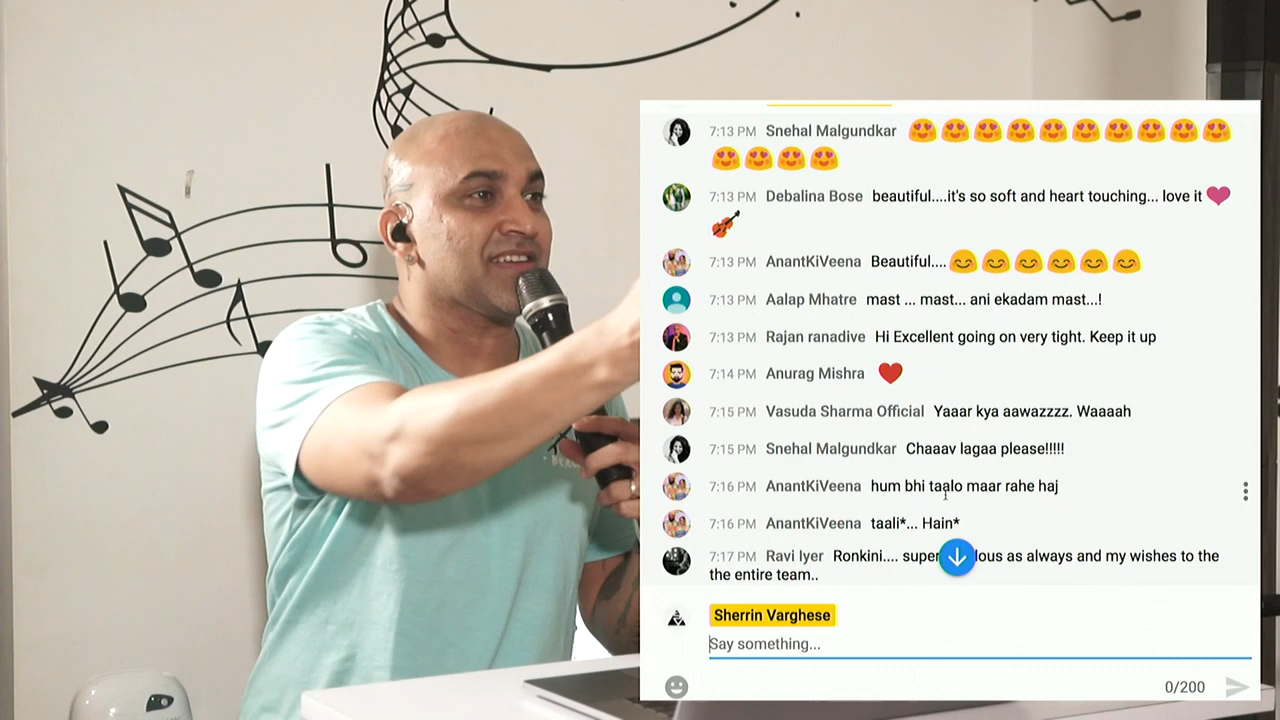 7:13 PM Snehal Malgundkar 😍😍😍😍😍😍😍😍😍😍
😍😍😍😍
7:13 PM Debalina Bose beautiful....it's so soft and heart touching... love it ❤
🎻
7:13 PM AnantKiVeena Beautiful....😊😊😊😊😊😊
7:13 PM Aalap Mhatre mast ... mast... ani ekadam mast...!
7:13 PM Rajan ranadive Hi Excellent going on very tight. Keep it up
7:14 PM Anurag Mishra ❤
7:15 PM Vasuda Sharma Official Yaaar kya aawazzzz. Waaaah
7:15 PM Snehal Malgundkar Chaaav lagaa please!!!!!
7:16 PM AnantKiVeena hum bhi taalo maar rahe haj
7:16 PM AnantKiVeena taali*... Hain*
7:17 PM Ravi Iyer Ronkini.... as always and my wishes to the
the entire team..
Sherrin Varghese
Say something...
0/200